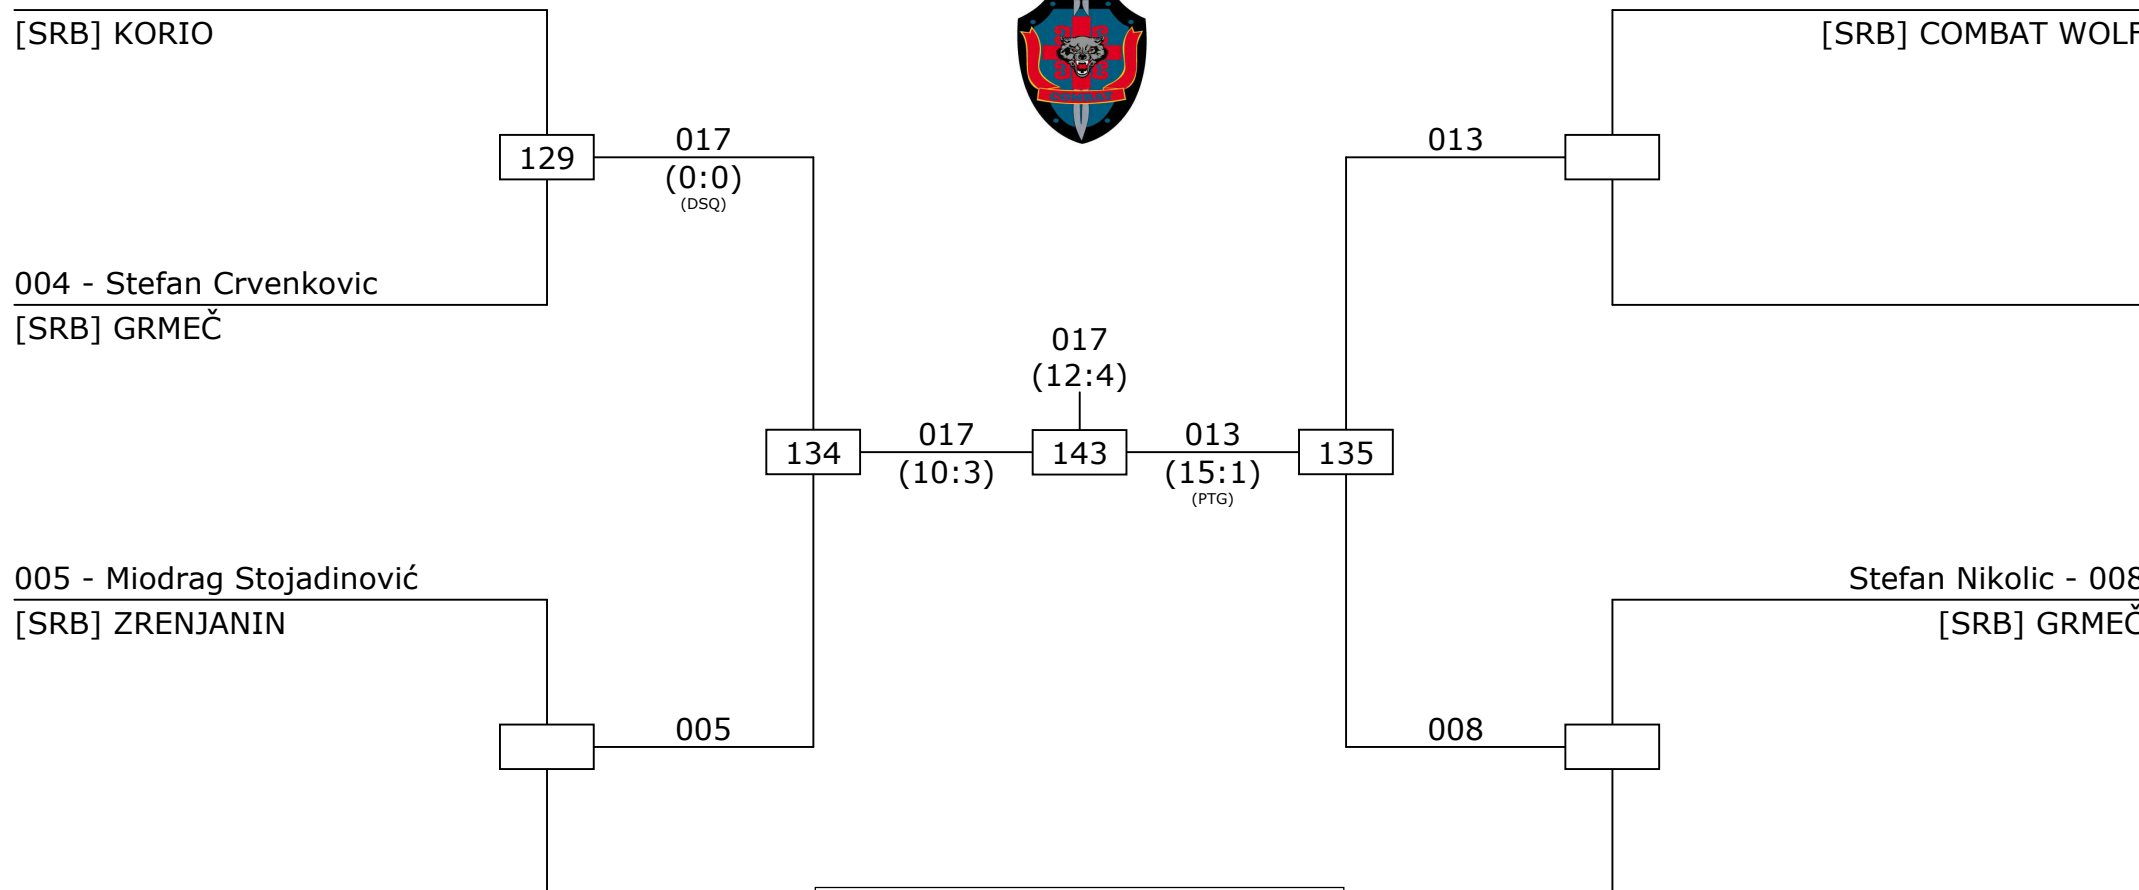 [SRB] KORIO
[SRB] COMBAT WOLF
COMBAT
017
129
(0:0)
(DSQ)
013
004 - Stefan Crvenkovic
[SRB] GRMEČ
017
(12:4)
134
017
(10:3)
143
013
(15:1)
(PTG)
135
005 - Miodrag Stojadinović
[SRB] ZRENJANIN
Stefan Nikolic - 008
[SRB] GRMEČ
005
008